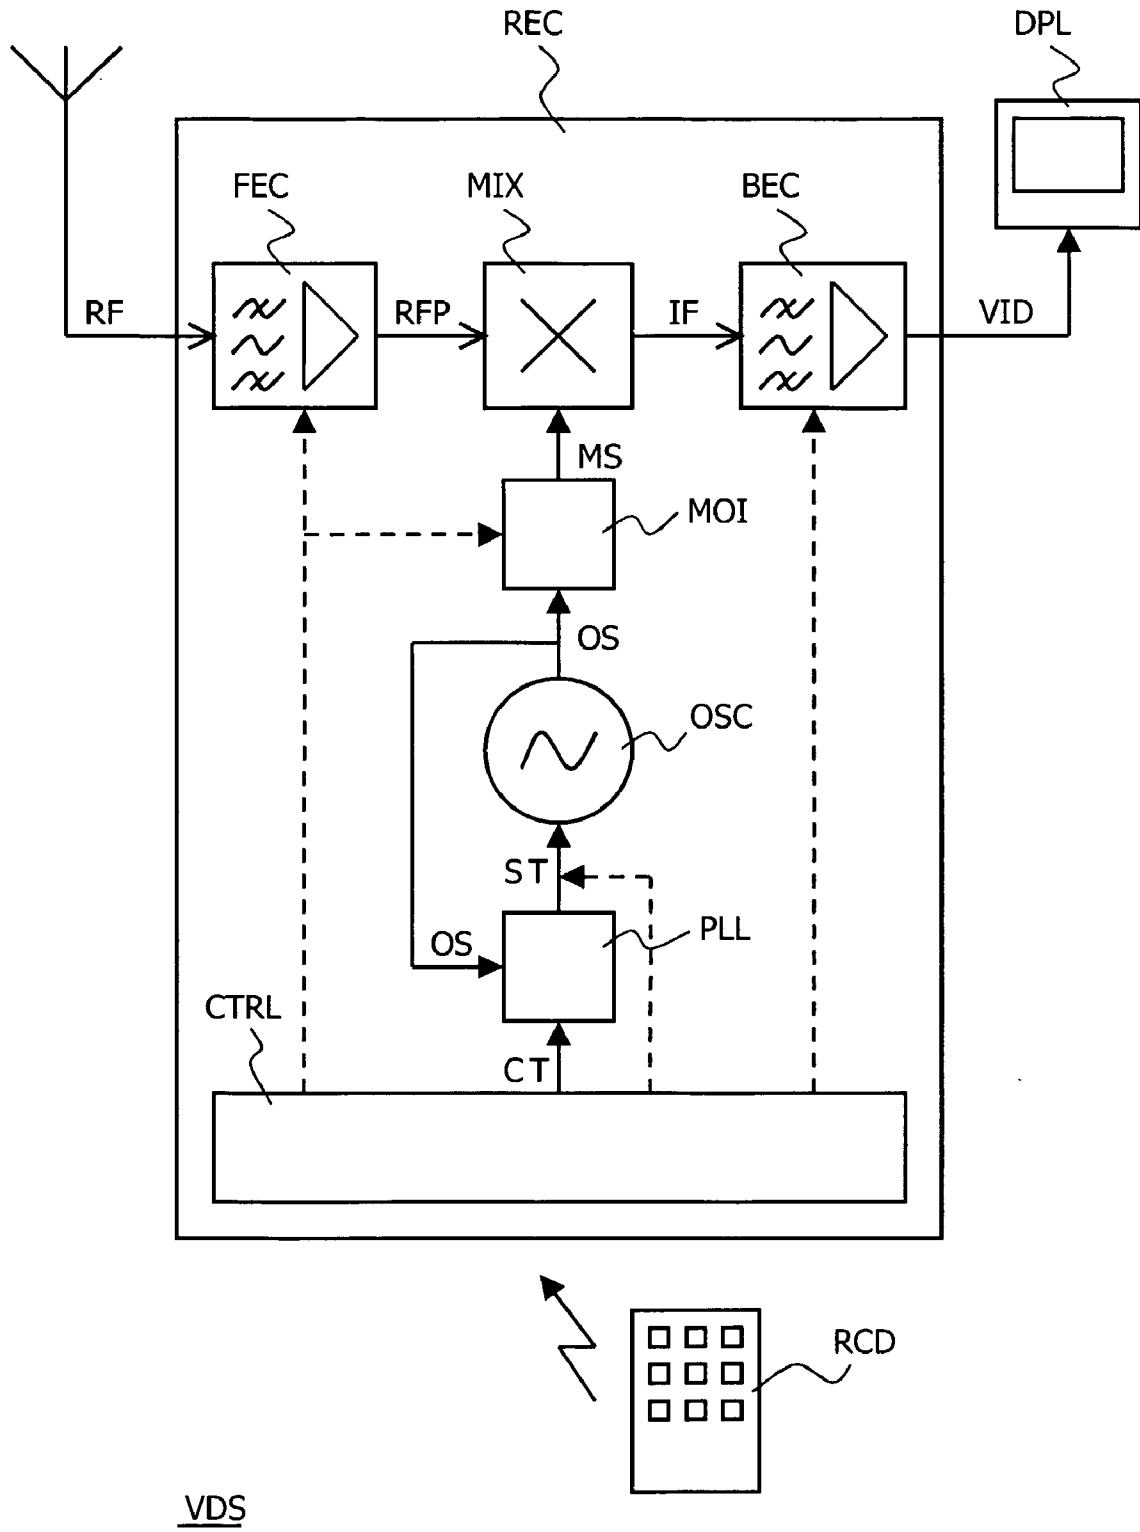 REC
DPL
FEC
MIX
BEC
RF
RFP
IF
VID
MS
MOI
OS
OSC
ST
PLL
OS
CTRL
CT
RCD
VDS